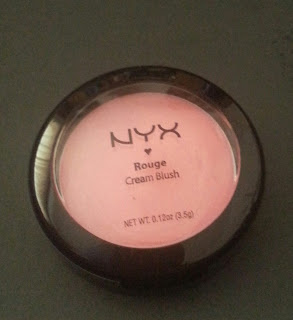 NYX
Rouge
Cream Blush
NET WT. 0.12oz (3.5g)